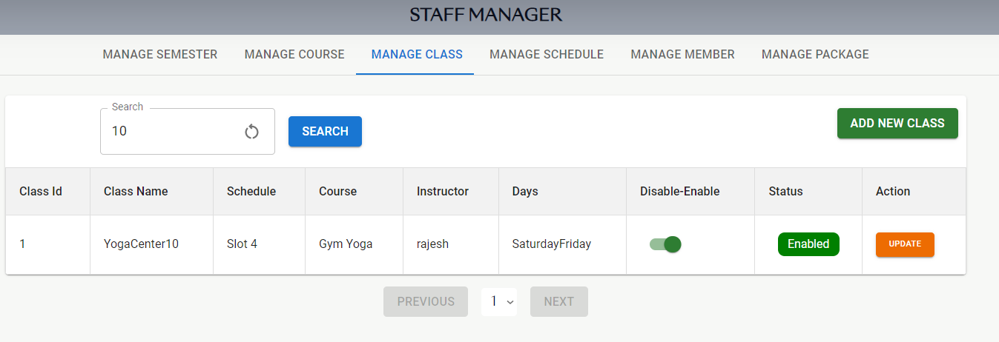 STAFF MANAGER
MANAGE SEMESTER MANAGE COURSE MANAGE CLASS MANAGE SCHEDULE MANAGE MEMBER MANAGE PACKAGE
Search
10 SEARCH ADD NEW CLASS
Class Id Class Name Schedule Course Instructor Days Disable-Enable Status Action
1 YogaCenter10 Slot 4 Gym Yoga rajesh SaturdayFriday Enabled UPDATE
PREVIOUS 1 NEXT